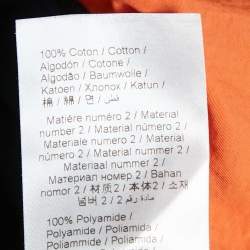 100% Coton / Cotton /
Algodón / Cotone /
Algodão / Baumwolle /
Katoen / Хлопок / Katun /
棉 / 綿 / 면 / قطن
Matière numéro 2 / Material
number 2 / Material número
2 / Materiale numero 2 /
Material número 2 / Material
nummer 2 / Materiaal nummer 2 /
Материал номер 2 / Bahan
nomor 2 / 材质2 / 本体2 / 소재
넘버 2 / مادة رقم 2
100% Polyamide /
Polyamide / Poliamida